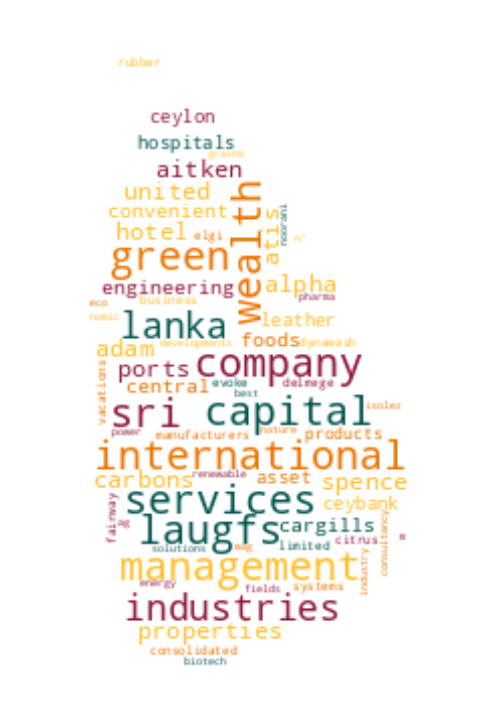 rubber
ceylon
hospitals
grains
aitken
united
wealth
convenient
atis
noorani
hotel
elgi
n'
green
engineering
alpha
pharma
eco
business
nomic
lanka
leather
adam
developments
foods
dynawash
ports
company
vacations
central
evoke
delmege
best
sri
capital
isolez
power
manufacturers
nature
products
international
carbons
renewable
asset
spence
services
ceybank
fairway
ag
laugfs
cargills
citrus
m
consultancy
solutions
mag
limited
management
industry
energy
fields
systems
industries
properties
consolidated
biotech